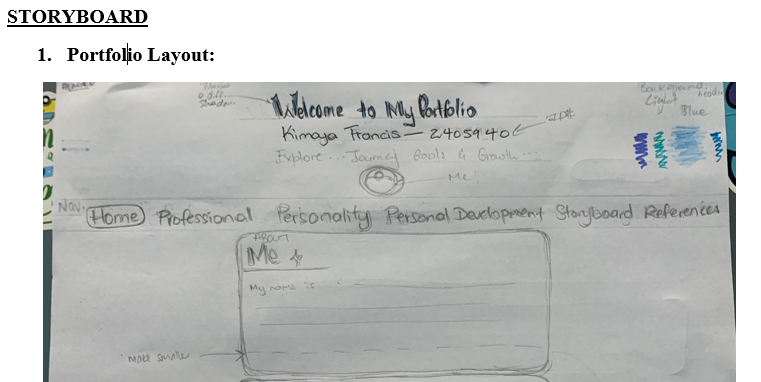 STORYBOARD
1. Portfolio Layout:
Welcome to My Portfolio
Kimaya Francis – 2405940
Explore ... Journey Goals & Growth ...
Me
Background:
Light
Blue
Nav.
Home Professional Personality Personal Development Storyboard References
ABOUT
Me
My name is
make smaller